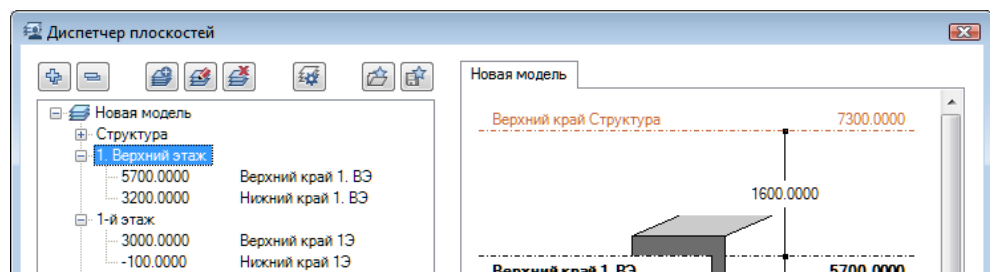 Диспетчер плоскостей
Новая модель
Структура
1. Верхний этаж
5700.0000 Верхний край 1. ВЭ
3200.0000 Нижний край 1. ВЭ
1-й этаж
3000.0000 Верхний край 1Э
-100.0000 Нижний край 1Э
Новая модель
Верхний край Структура 7300.0000
1600.0000
Верхний край 1. ВЭ 5700.0000